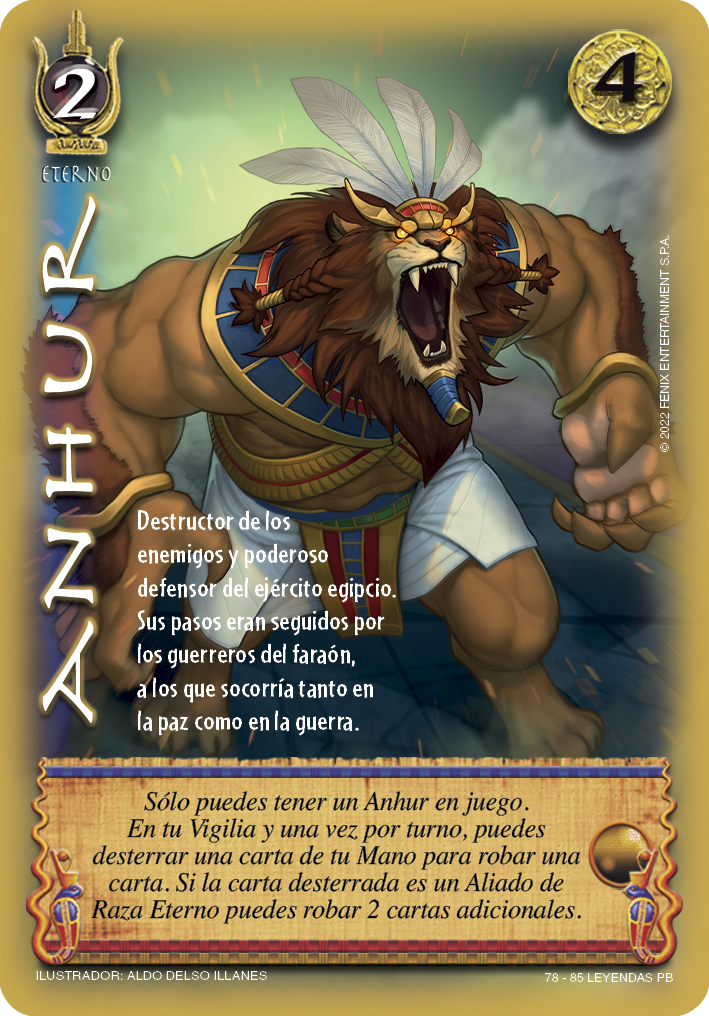 2
4
ETERNO
ANHUR
© 2022 FENIX ENTERTAINMENT S.P.A.
Destructor de los
enemigos y poderoso
defensor del ejército egipcio.
Sus pasos eran seguidos por
los guerreros del faraón,
a los que socorría tanto en
la paz como en la guerra.
Sólo puedes tener un Anhur en juego.
En tu Vigilia y una vez por turno, puedes
desterrar una carta de tu Mano para robar una
carta. Si la carta desterrada es un Aliado de
Raza Eterno puedes robar 2 cartas adicionales.
ILUSTRADOR: ALDO DELSO ILLANES
78 - 85 LEYENDAS PB